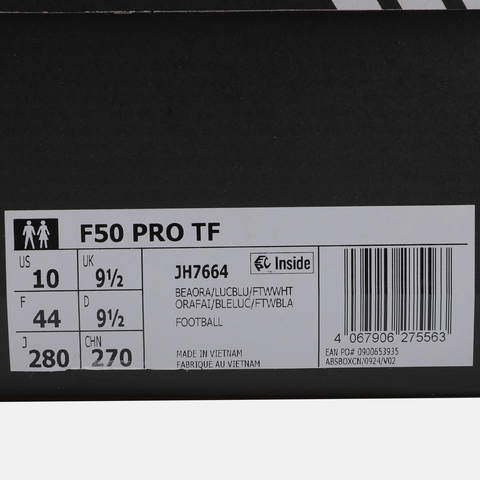 F50 PRO TF
US 10 UK 9½
F 44 D 9½
J 280 CHN 270
JH7664
Inside
BEAORA/LUCBLU/FTWWHT
ORAFAI/BLELUC/FTWBLA
FOOTBALL
MADE IN VIETNAM
FABRIQUE AU VIETNAM
4 067906 275563
EAN PO# 0900653935
ABSBOXCN/0924/V02